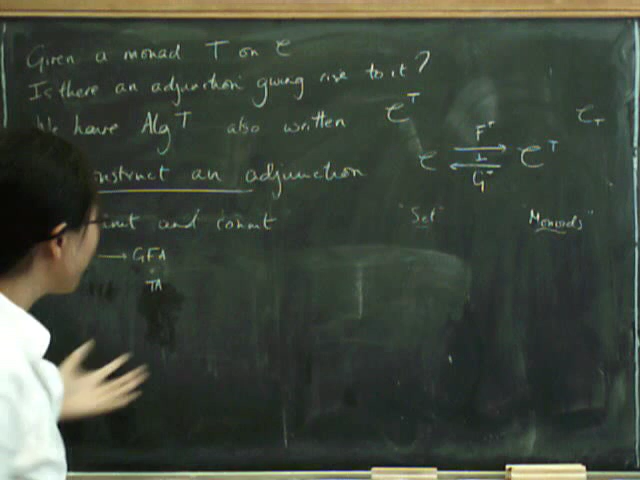 Given a monad T on C
Is there an adjunction giving rise to it?
We have Alg^T also written C^T
C_T
F^T
C ⇄ C^T
⊥
G^T
nstruct an adjunction
unit and counit
"Set" "Monoids"
→ GFA
TA